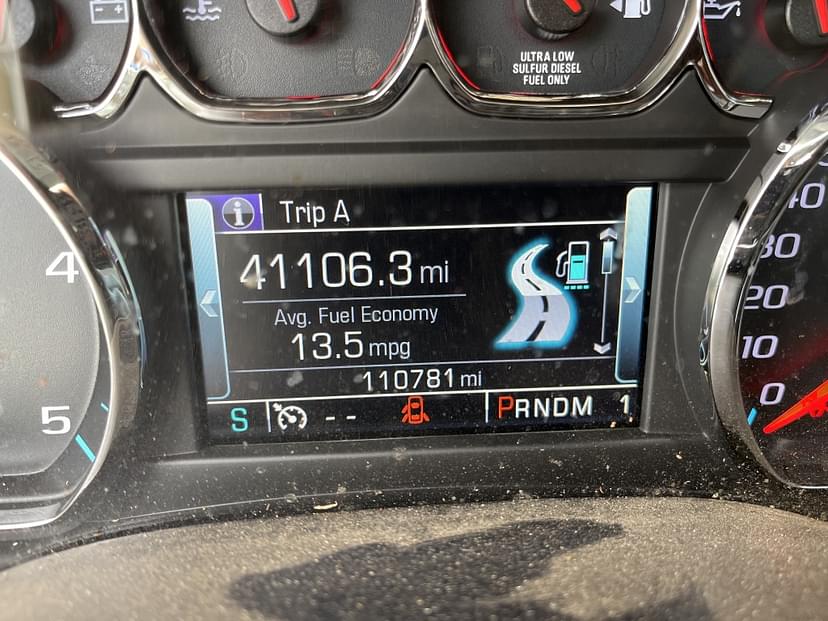 ULTRA LOW
SULFUR DIESEL
FUEL ONLY
i Trip A
41106.3 mi
Avg. Fuel Economy
13.5 mpg
110781 mi
S -- PRNDM 1
4
5
40
30
20
10
0